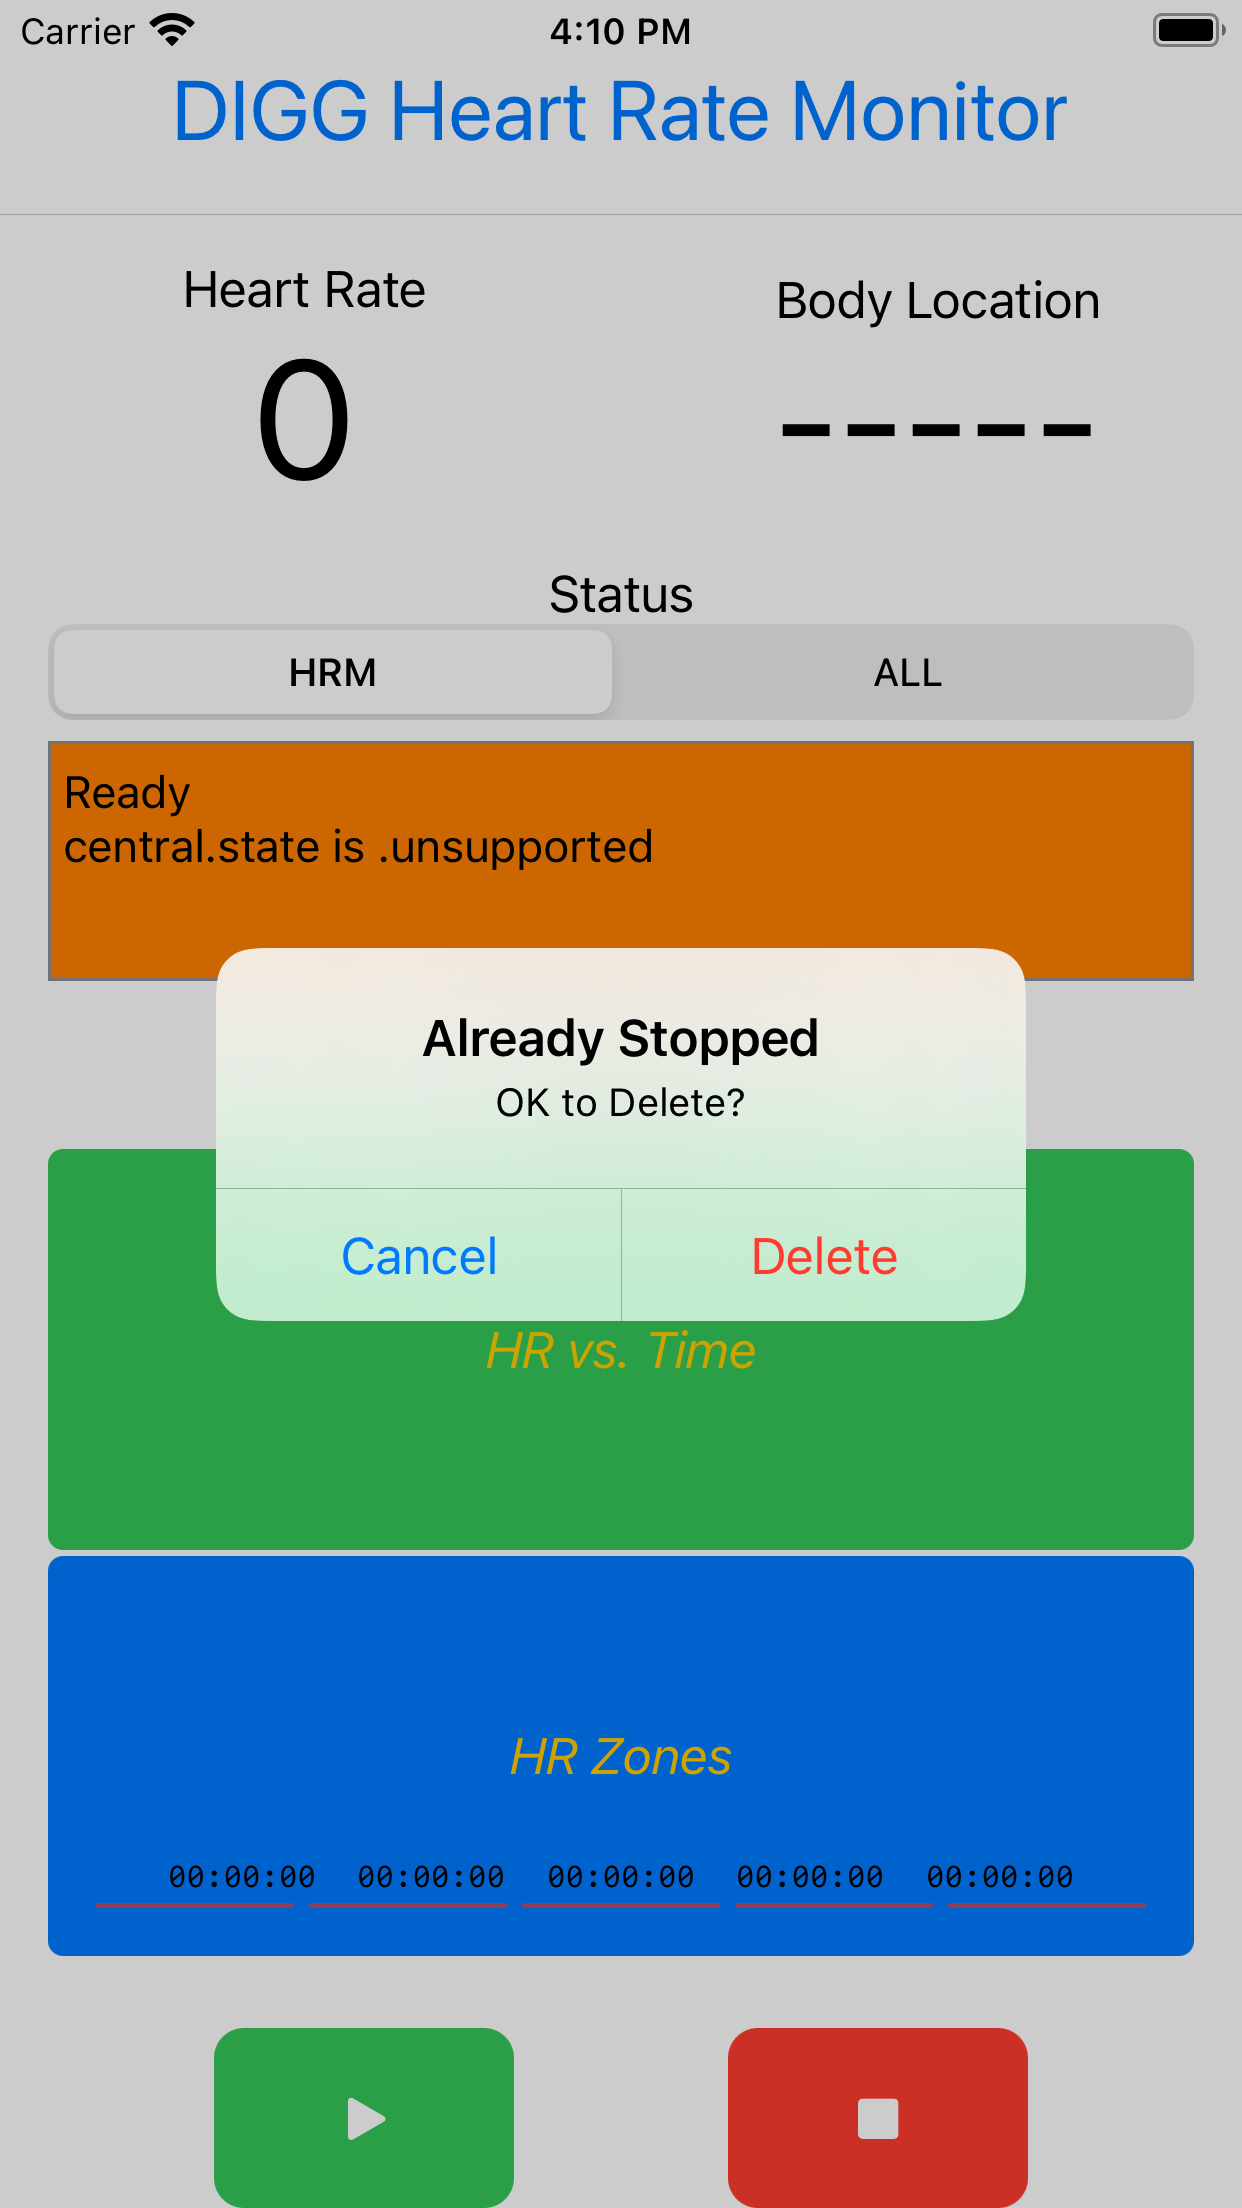 Carrier 4:10 PM
DIGG Heart Rate Monitor
Heart Rate
Body Location
0
-----
Status
HRM ALL
Ready
central.state is .unsupported
Already Stopped
OK to Delete?
Cancel Delete
HR vs. Time
HR Zones
00:00:00 00:00:00 00:00:00 00:00:00 00:00:00